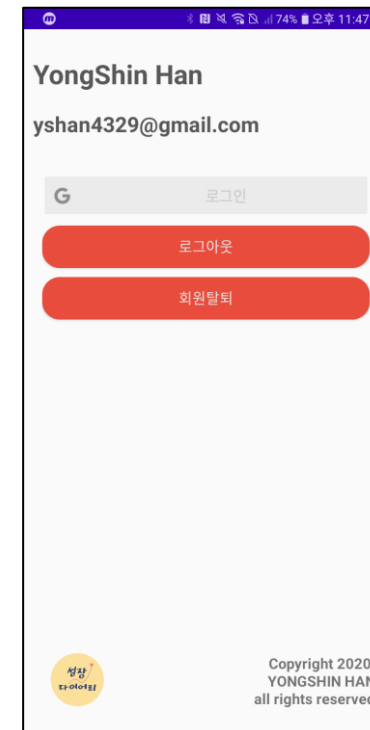 74% 오후 11:47
YongShin Han
yshan4329@gmail.com
G 로그인
로그아웃
회원탈퇴
성장
다이어리
Copyright 2020
YONGSHIN HAN
all rights reserved